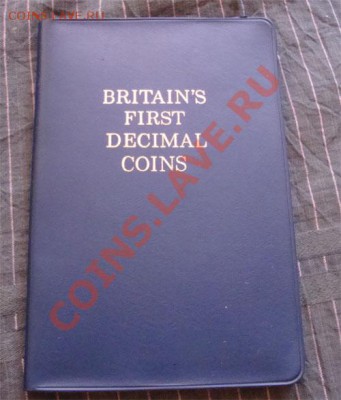 COINS.LAVE.RU
BRITAIN'S
FIRST
DECIMAL
COINS
COINS.LAVE.RU